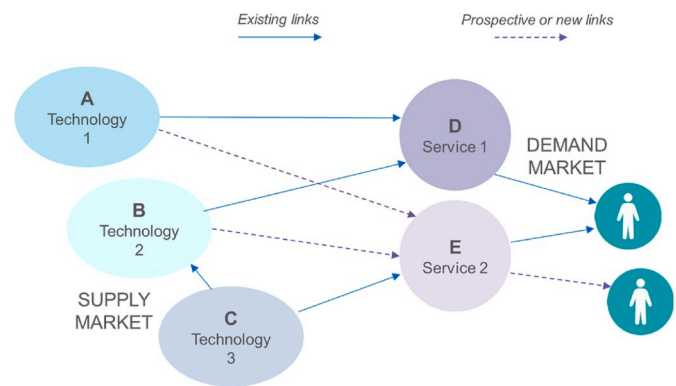 Existing links
Prospective or new links
A
Technology
1
D
Service 1
DEMAND
MARKET
B
Technology
2
E
Service 2
SUPPLY
MARKET
C
Technology
3